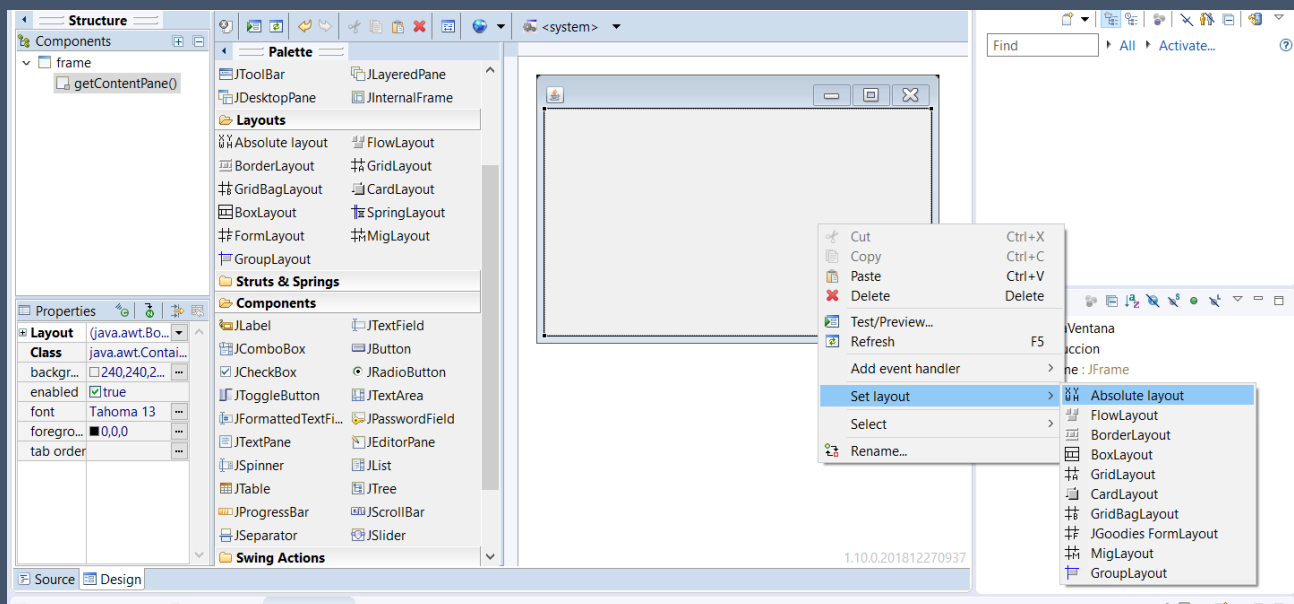 Structure
Components
frame
getContentPane()
Properties
Layout (java.awt.Bo...
Class java.awt.Contai...
backgr... 240,240,2... ...
enabled true
font Tahoma 13 ...
foregro... 0,0,0 ...
tab order ...
Source Design
<system>
Palette
JToolBar JLayeredPane
JDesktopPane JInternalFrame
Layouts
Absolute layout FlowLayout
BorderLayout GridLayout
GridBagLayout CardLayout
BoxLayout SpringLayout
FormLayout MigLayout
GroupLayout
Struts & Springs
Components
JLabel JTextField
JComboBox JButton
JCheckBox JRadioButton
JToggleButton JTextArea
JFormattedTextFi... JPasswordField
JTextPane JEditorPane
JSpinner JList
JTable JTree
JProgressBar JScrollBar
JSeparator JSlider
Swing Actions
Cut Ctrl+X
Copy Ctrl+C
Paste Ctrl+V
Delete Delete
Test/Preview...
Refresh F5
Add event handler
Set layout
Select
Rename...
Absolute layout
FlowLayout
BorderLayout
BoxLayout
GridLayout
CardLayout
GridBagLayout
JGoodies FormLayout
MigLayout
GroupLayout
1.10.0.201812270937
Find All Activate...
Ventana
uccion
: JFrame